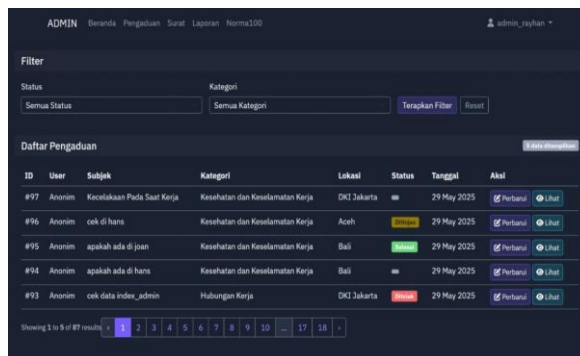 ADMIN Beranda Pengaduan Surat Laporan Norma100 admin_rayhan
Filter
Status Kategori
Semua Status Semua Kategori Terapkan Filter Reset
Daftar Pengaduan 5 data ditampilkan
ID User Subjek Kategori Lokasi Status Tanggal Aksi
#97 Anonim Kecelakaan Pada Saat Kerja Kesehatan dan Keselamatan Kerja DKI Jakarta 29 May 2025 Perbarui Lihat
#96 Anonim cek di hans Kesehatan dan Keselamatan Kerja Aceh Ditinjau 29 May 2025 Perbarui Lihat
#95 Anonim apakah ada di joan Kesehatan dan Keselamatan Kerja Bali Selesai 29 May 2025 Perbarui Lihat
#94 Anonim apakah ada di hans Kesehatan dan Keselamatan Kerja Bali 29 May 2025 Perbarui Lihat
#93 Anonim cek data index_admin Hubungan Kerja DKI Jakarta Ditolak 29 May 2025 Perbarui Lihat
Showing 1 to 5 of 87 results ‹ 1 2 3 4 5 6 7 8 9 10 ... 17 18 ›